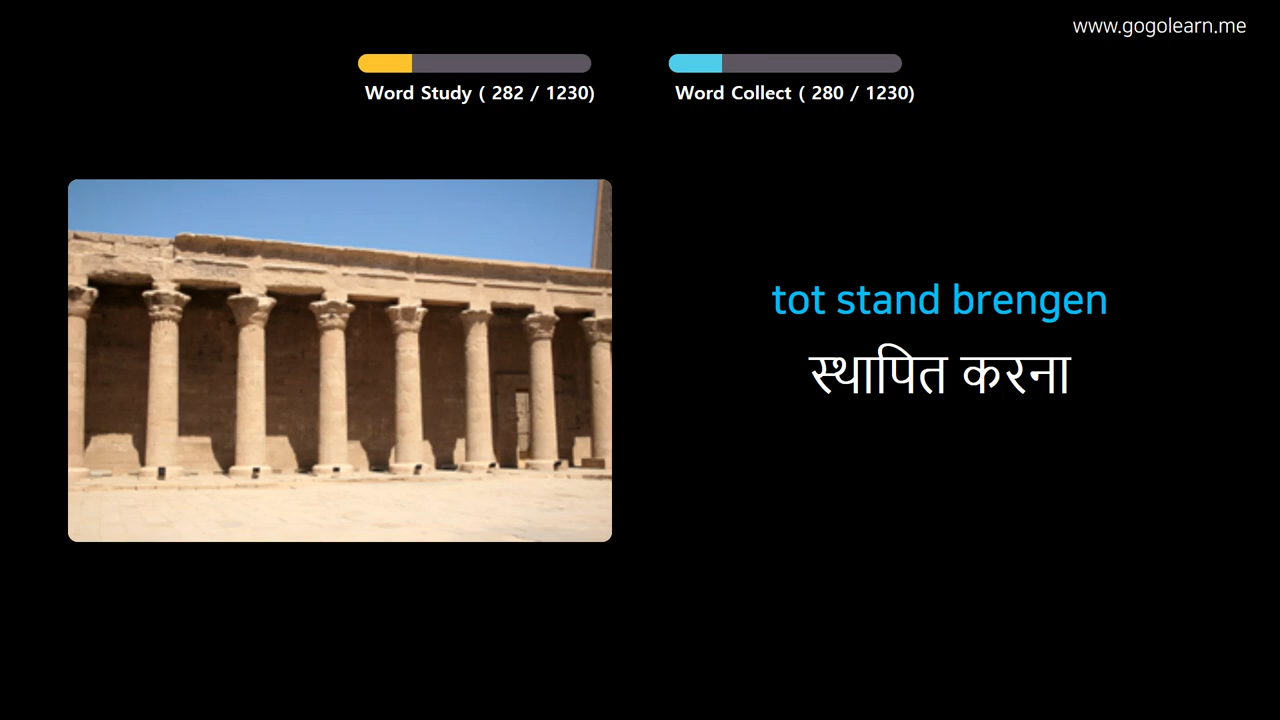 www.gogolearn.me
Word Study ( 282 / 1230)
Word Collect ( 280 / 1230)
tot stand brengen
स्थापित करना